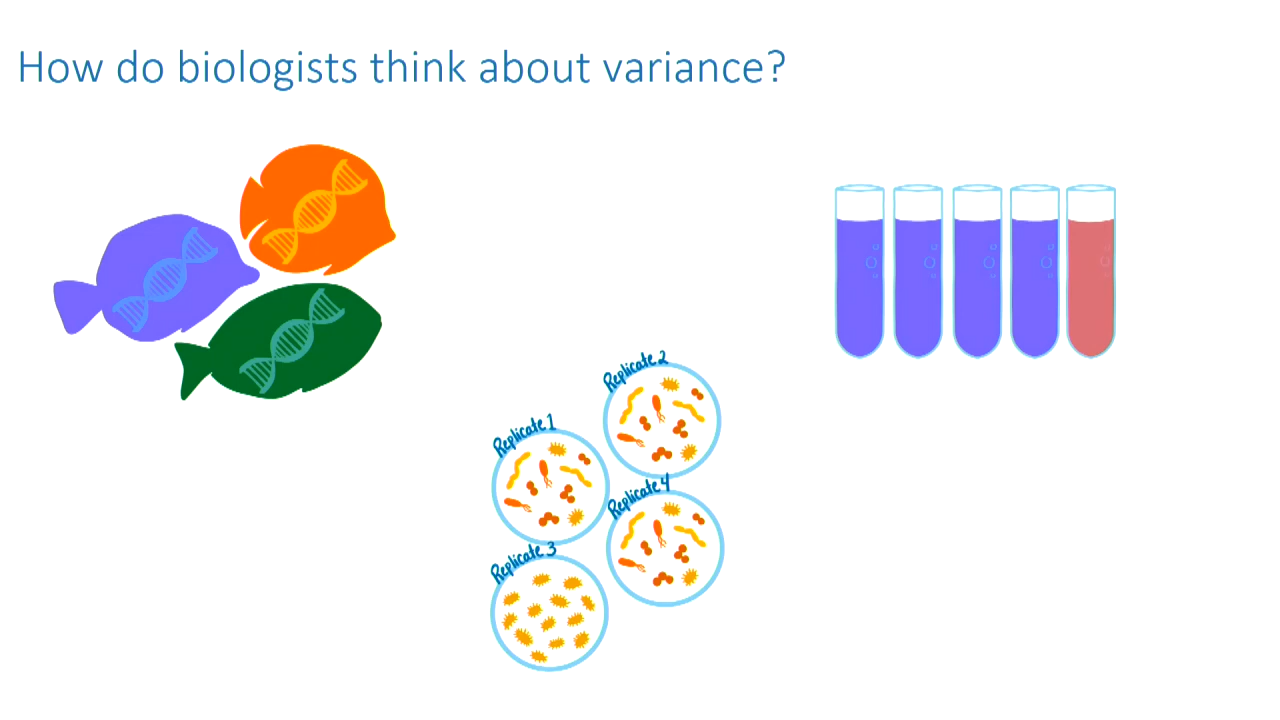 How do biologists think about variance?
Replicate 2
Replicate 1
Replicate 4
Replicate 3